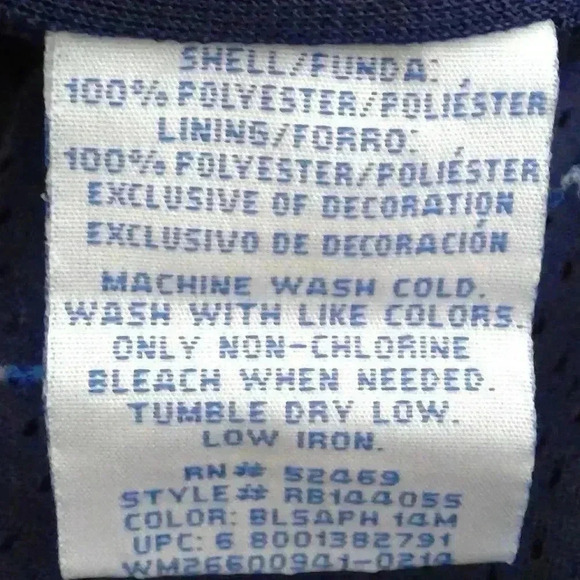 SHELL/FUNDA:
100% POLYESTER/POLIÉSTER
LINING/FORRO:
100% POLYESTER/POLIÉSTER
EXCLUSIVE OF DECORATION
EXCLUSIVO DE DECORACIÓN
MACHINE WASH COLD.
WASH WITH LIKE COLORS.
ONLY NON-CHLORINE
BLEACH WHEN NEEDED.
TUMBLE DRY LOW.
LOW IRON.
RN# 52469
STYLE# RB144055
COLOR: BLSAPH 14M
UPC: 6 8001382791
WM26600941-0214